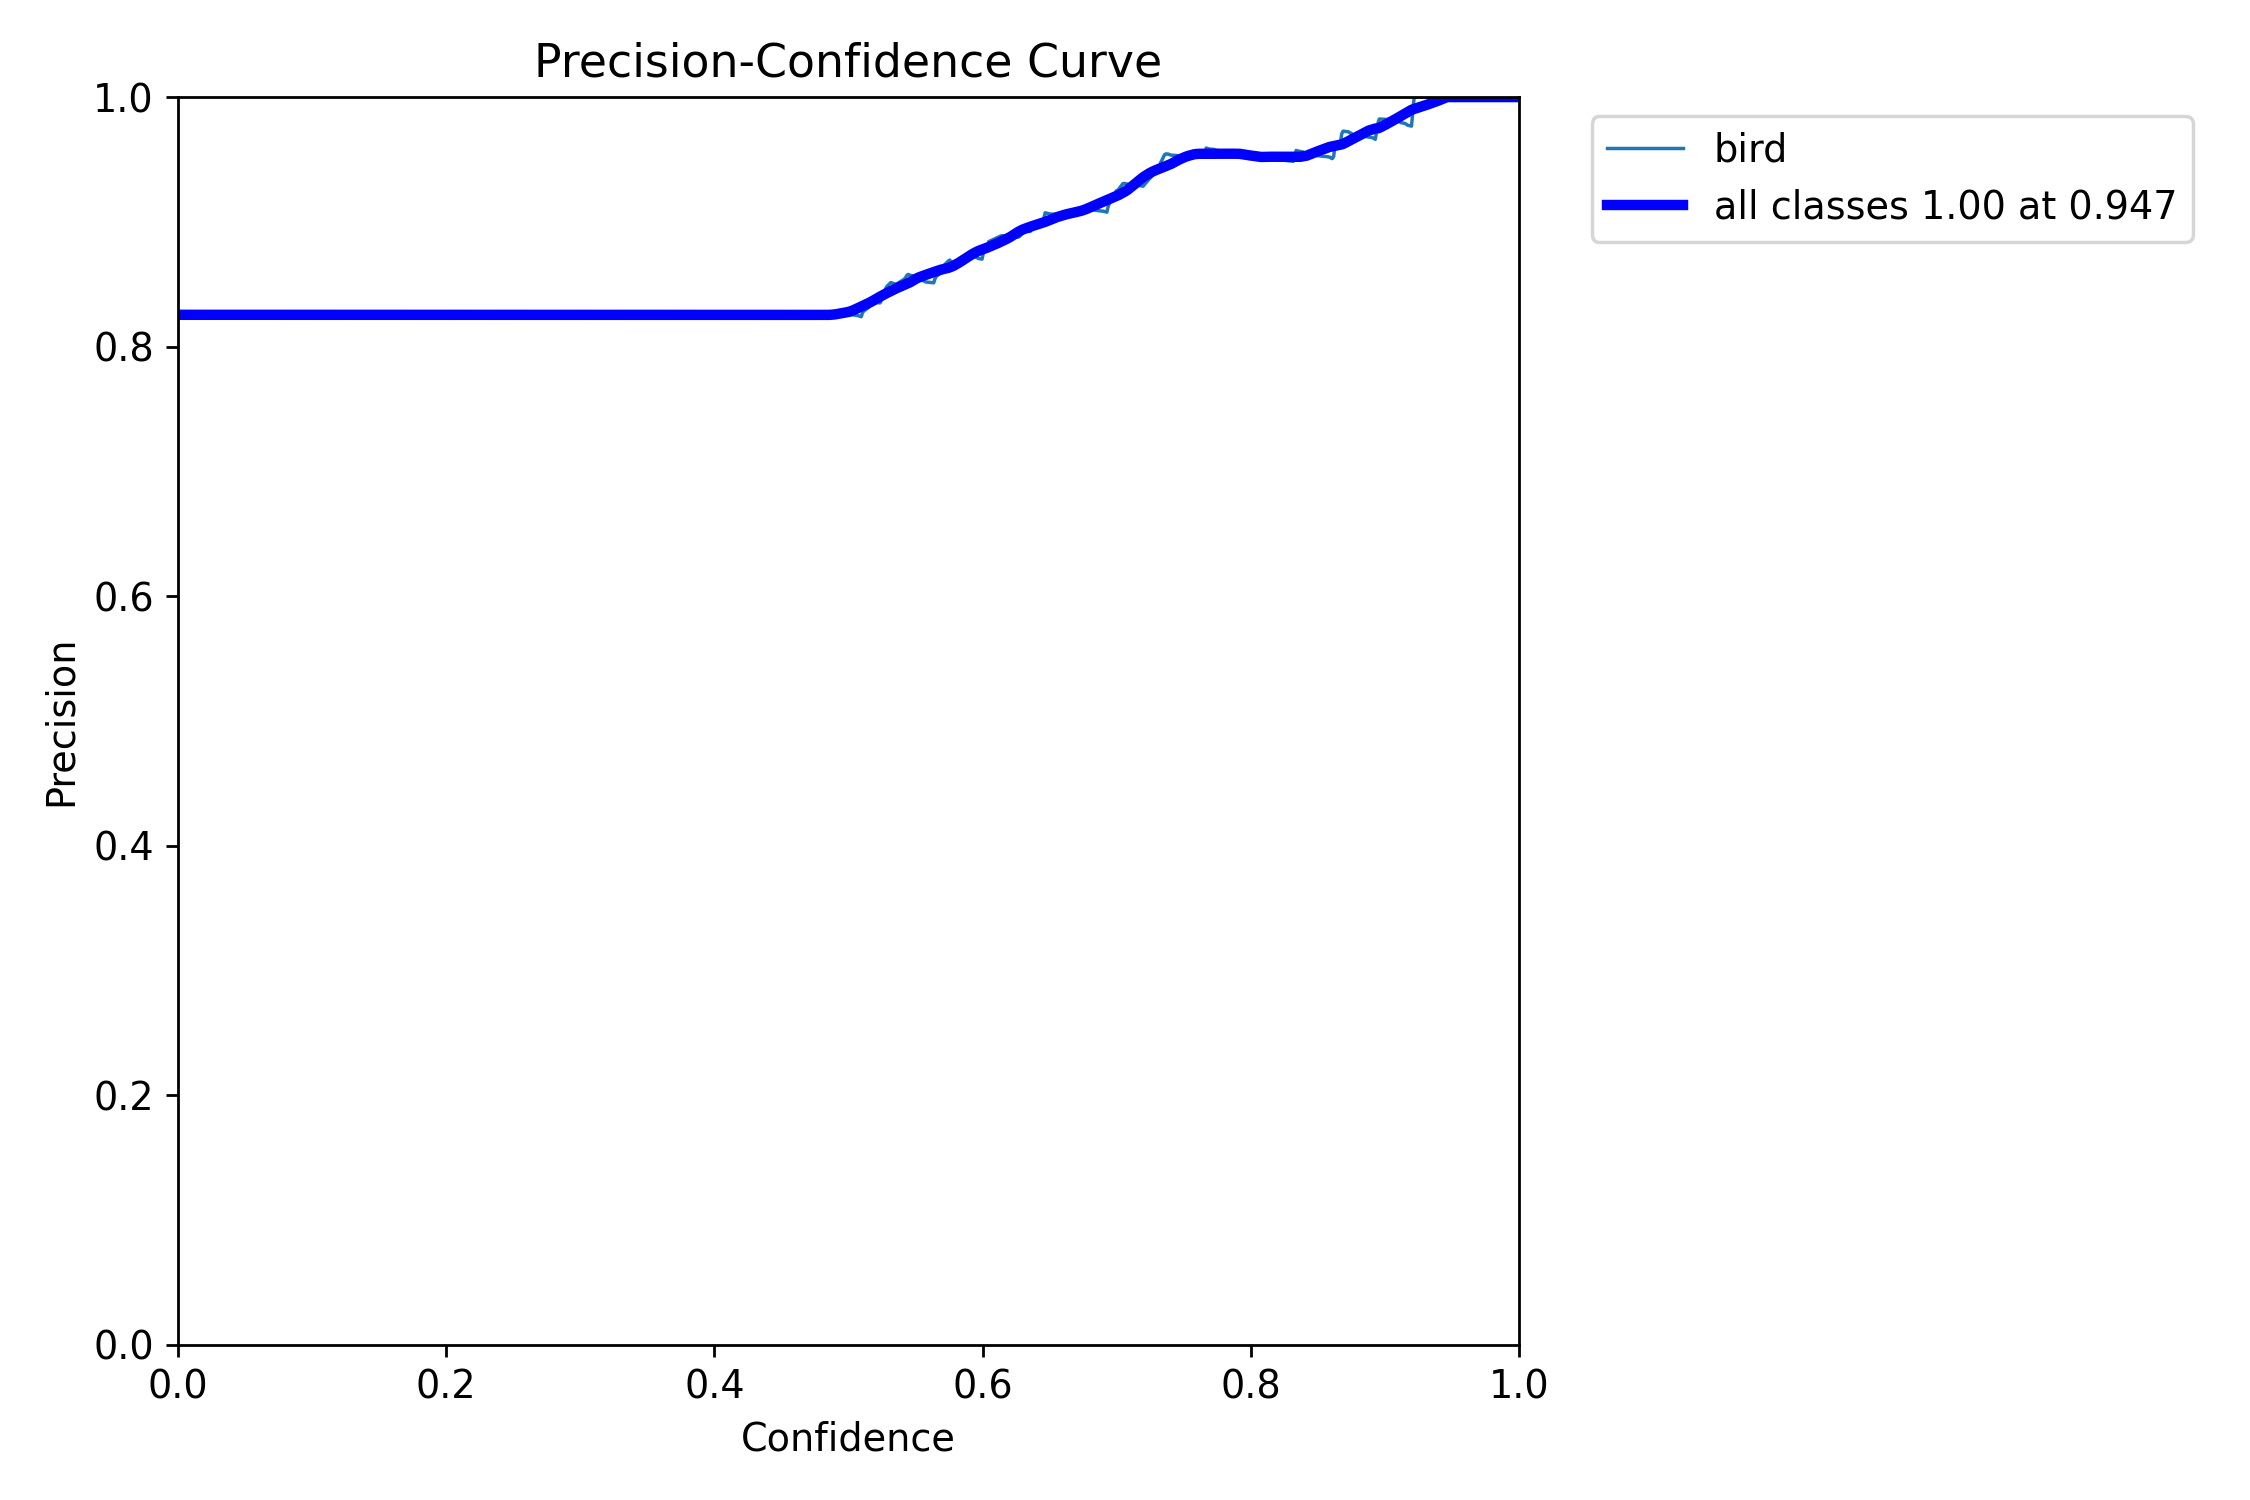 Precision-Confidence Curve
1.0
0.8
0.6
0.4
0.2
0.0
Precision
0.0 0.2 0.4 0.6 0.8 1.0
Confidence
bird
all classes 1.00 at 0.947